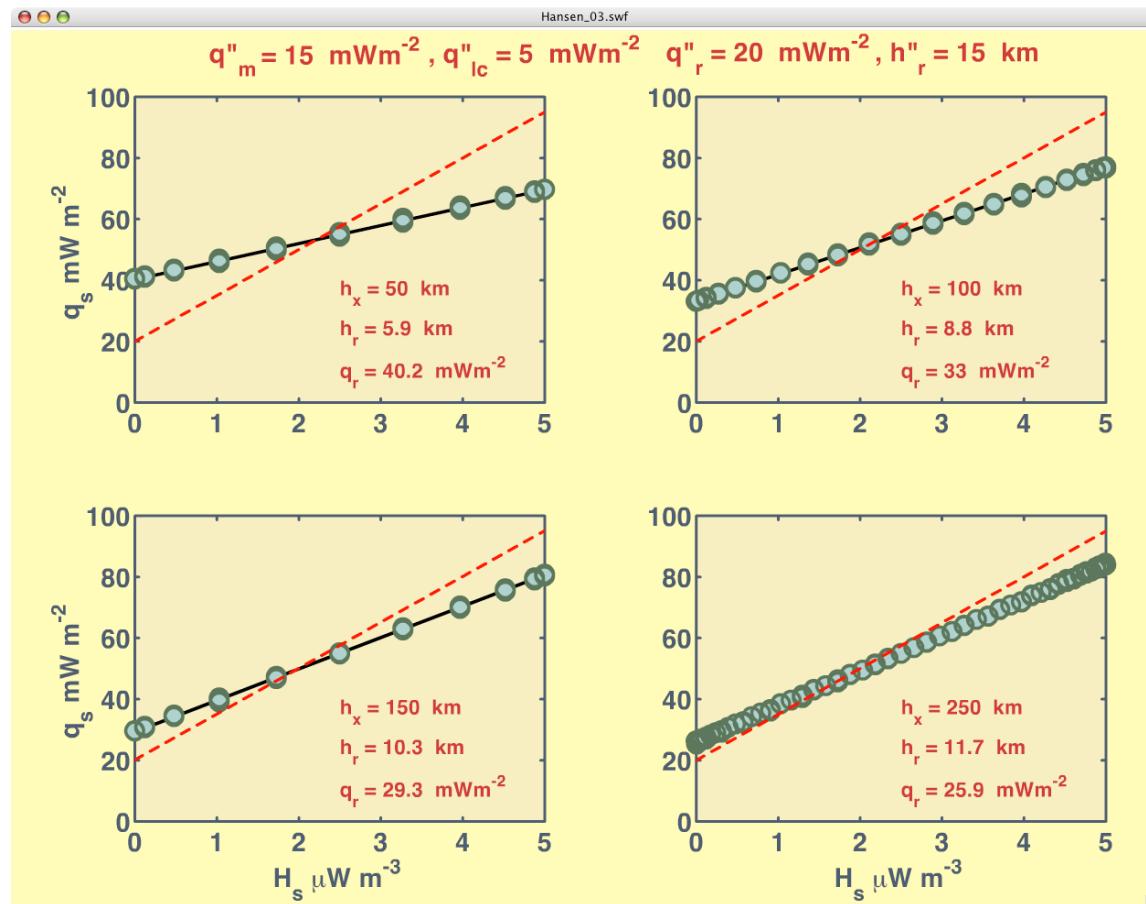 Hansen_03.swf
q"m = 15 mWm-2 , q"lc = 5 mWm-2 q"r = 20 mWm-2, h"r = 15 km
100
80
60
40
20
0
qs mW m-2
hx = 50 km
hr = 5.9 km
qr = 40.2 mWm-2
0 1 2 3 4 5
100
80
60
40
20
0
hx = 100 km
hr = 8.8 km
qr = 33 mWm-2
0 1 2 3 4 5
100
80
60
40
20
0
qs mW m-2
hx = 150 km
hr = 10.3 km
qr = 29.3 mWm-2
0 1 2 3 4 5
Hs μW m-3
100
80
60
40
20
0
hx = 250 km
hr = 11.7 km
qr = 25.9 mWm-2
0 1 2 3 4 5
Hs μW m-3